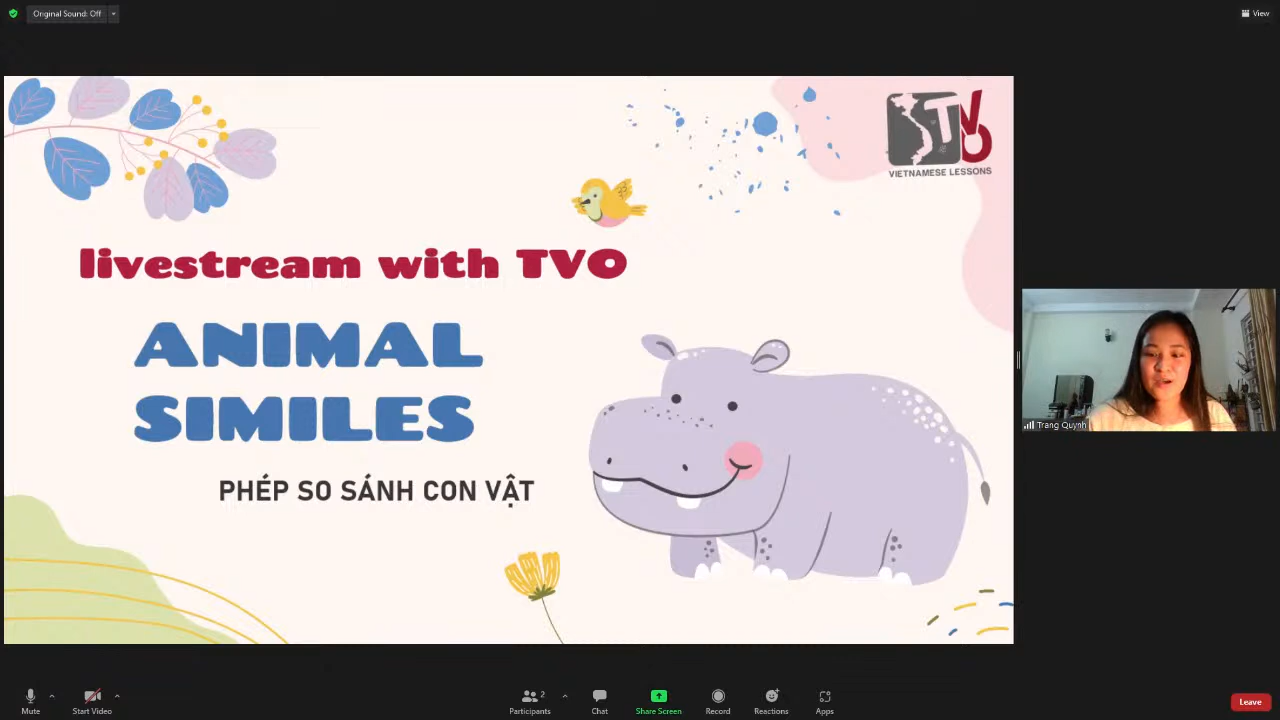 Original Sound: Off
View
TVO
VIETNAMESE LESSONS
livestream with TVO
ANIMAL
SIMILES
PHÉP SO SÁNH CON VẬT
Trang Quynh
Mute
Start Video
Participants
2
Chat
Share Screen
Record
Reactions
Apps
Leave